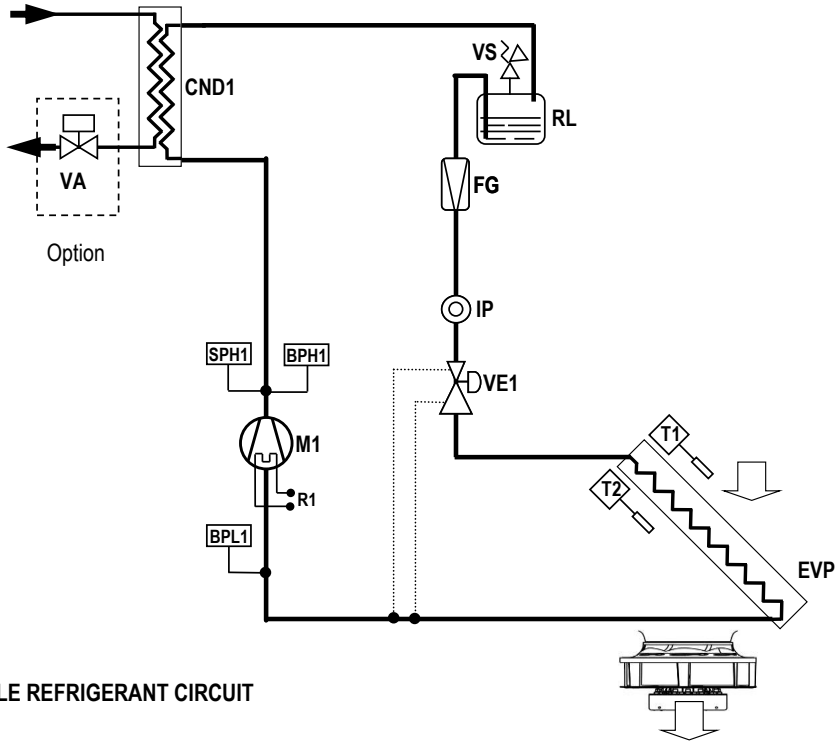 VS
CND1
RL
VA
FG
Option
IP
SPH1
BPH1
VE1
M1
T1
R1
T2
BPL1
EVP
LE REFRIGERANT CIRCUIT